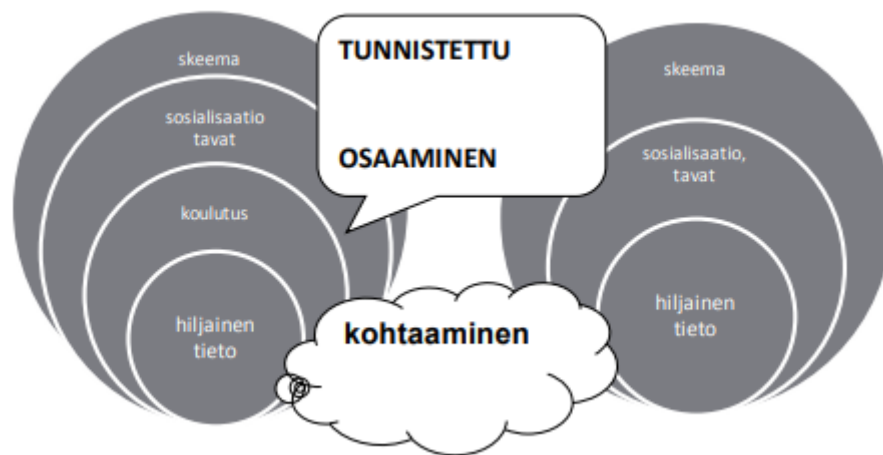 skeema
sosialisaatio
tavat
koulutus
hiljainen
tieto
TUNNISTETTU
OSAAMINEN
kohtaaminen
skeema
sosialisaatio,
tavat
hiljainen
tieto